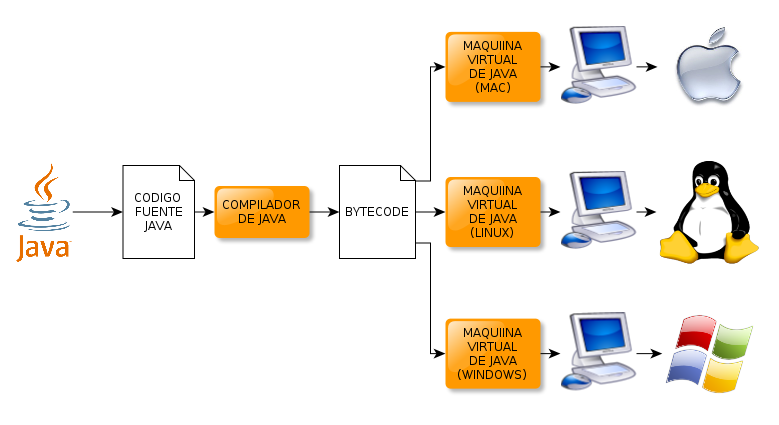 Java
CODIGO
FUENTE
JAVA
COMPILADOR
DE JAVA
BYTECODE
MAQUIINA
VIRTUAL
DE JAVA
(MAC)
MAQUIINA
VIRTUAL
DE JAVA
(LINUX)
MAQUIINA
VIRTUAL
DE JAVA
(WINDOWS)